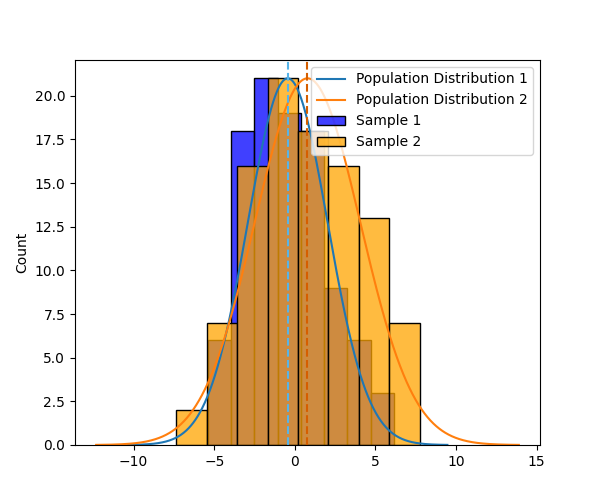 Population Distribution 1
Population Distribution 2
Sample 1
Sample 2
Count
20.0
17.5
15.0
12.5
10.0
7.5
5.0
2.5
0.0
−10 −5 0 5 10 15